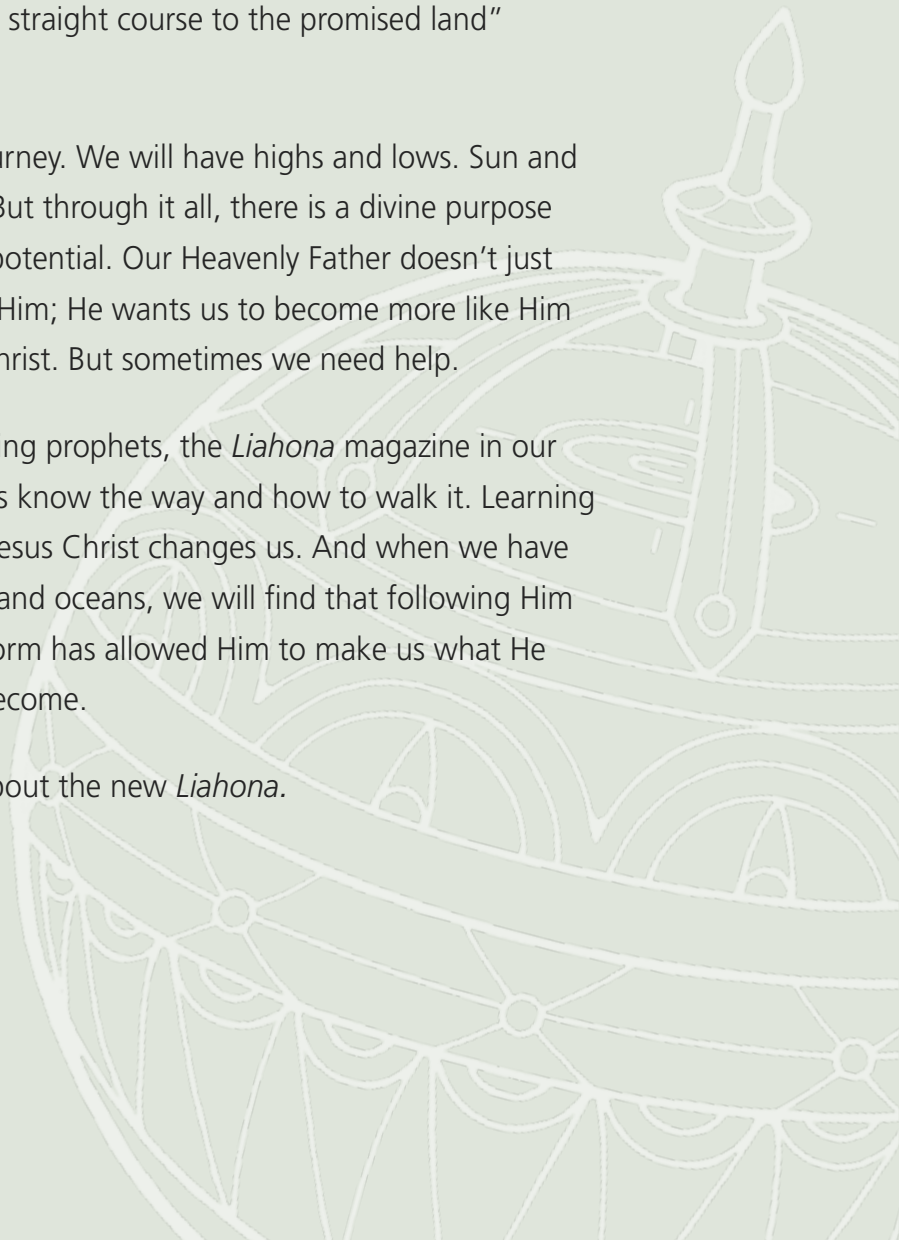 straight course to the promised land”
urney. We will have highs and lows. Sun and
But through it all, there is a divine purpose
potential. Our Heavenly Father doesn’t just
Him; He wants us to become more like Him
hrist. But sometimes we need help.
ing prophets, the Liahona magazine in our
s know the way and how to walk it. Learning
esus Christ changes us. And when we have
and oceans, we will find that following Him
orm has allowed Him to make us what He
ecome.
bout the new Liahona.